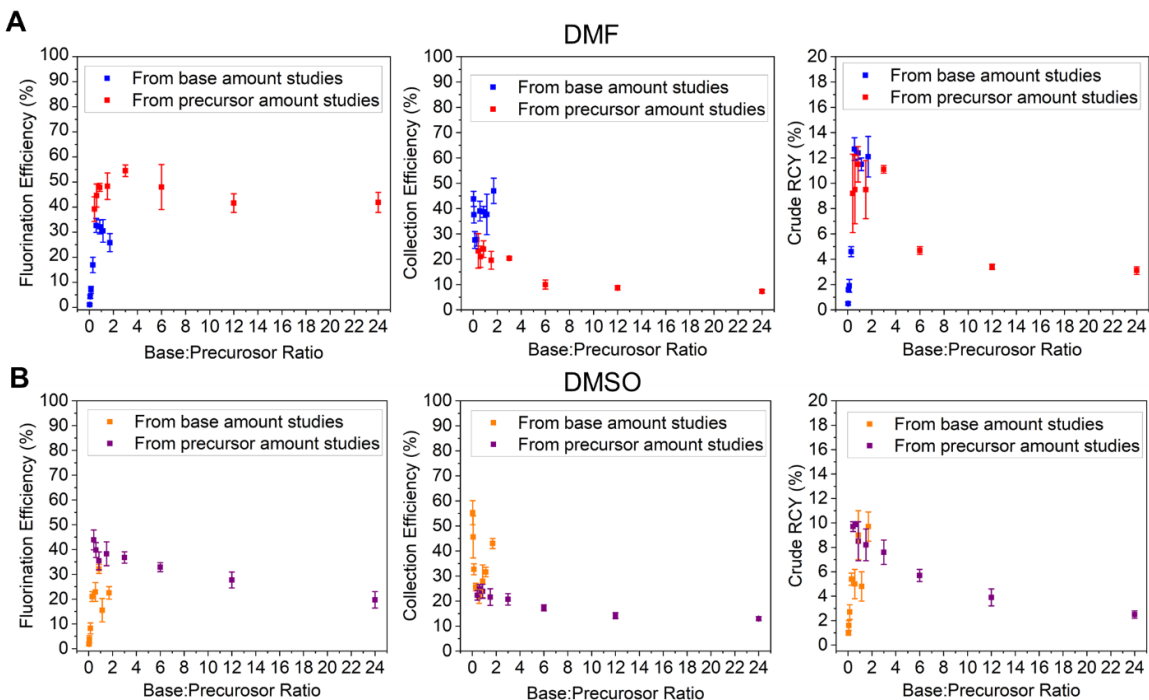 A
DMF
Fluorination Efficiency (%)
100
90
80
70
60
50
40
30
20
10
0
From base amount studies
From precursor amount studies
0 2 4 6 8 10 12 14 16 18 20 22 24
Base:Precurosor Ratio
Collection Efficiency (%)
100
90
80
70
60
50
40
30
20
10
0
From base amount studies
From precursor amount studies
0 2 4 6 8 10 12 14 16 18 20 22 24
Base:Precurosor Ratio
Crude RCY (%)
20
18
16
14
12
10
8
6
4
2
0
From base amount studies
From precursor amount studies
0 2 4 6 8 10 12 14 16 18 20 22 24
Base:Precurosor Ratio
B
DMSO
Fluorination Efficiency (%)
100
90
80
70
60
50
40
30
20
10
0
From base amount studies
From precursor amount studies
0 2 4 6 8 10 12 14 16 18 20 22 24
Base:Precurosor Ratio
Collection Efficiency (%)
100
90
80
70
60
50
40
30
20
10
0
From base amount studies
From precursor amount studies
0 2 4 6 8 10 12 14 16 18 20 22 24
Base:Precurosor Ratio
Crude RCY (%)
20
18
16
14
12
10
8
6
4
2
0
From base amount studies
From precursor amount studies
0 2 4 6 8 10 12 14 16 18 20 22 24
Base:Precurosor Ratio